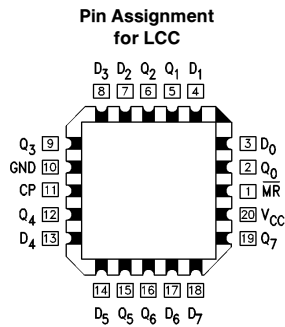 Pin Assignment
for LCC
D3 D2 Q2 Q1 D1
8 7 6 5 4
Q3 9
GND 10
CP 11
Q4 12
D4 13
3 D0
2 Q0
1 M̅R̅
20 VCC
19 Q7
14 15 16 17 18
D5 Q5 Q6 D6 D7